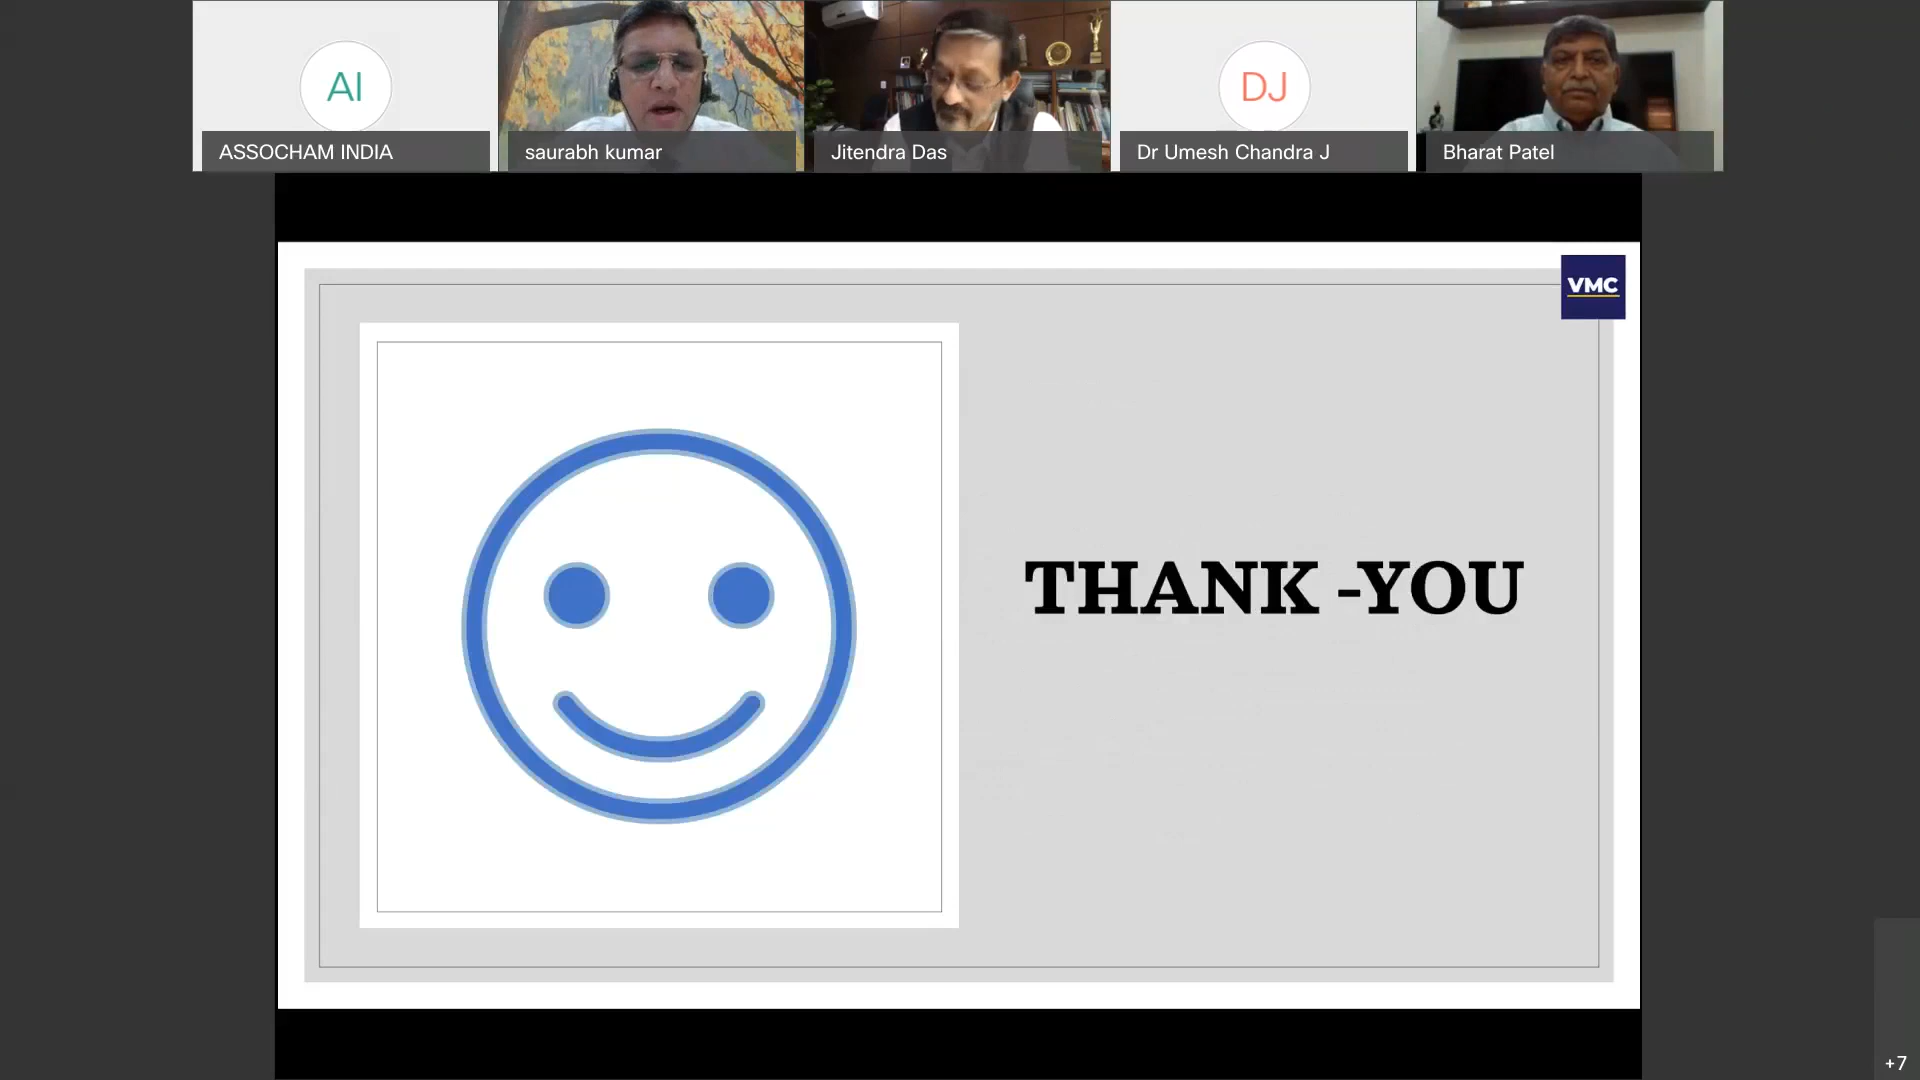 AI
DJ
ASSOCHAM INDIA
saurabh kumar
Jitendra Das
Dr Umesh Chandra J
Bharat Patel
VMC
THANK -YOU
+7